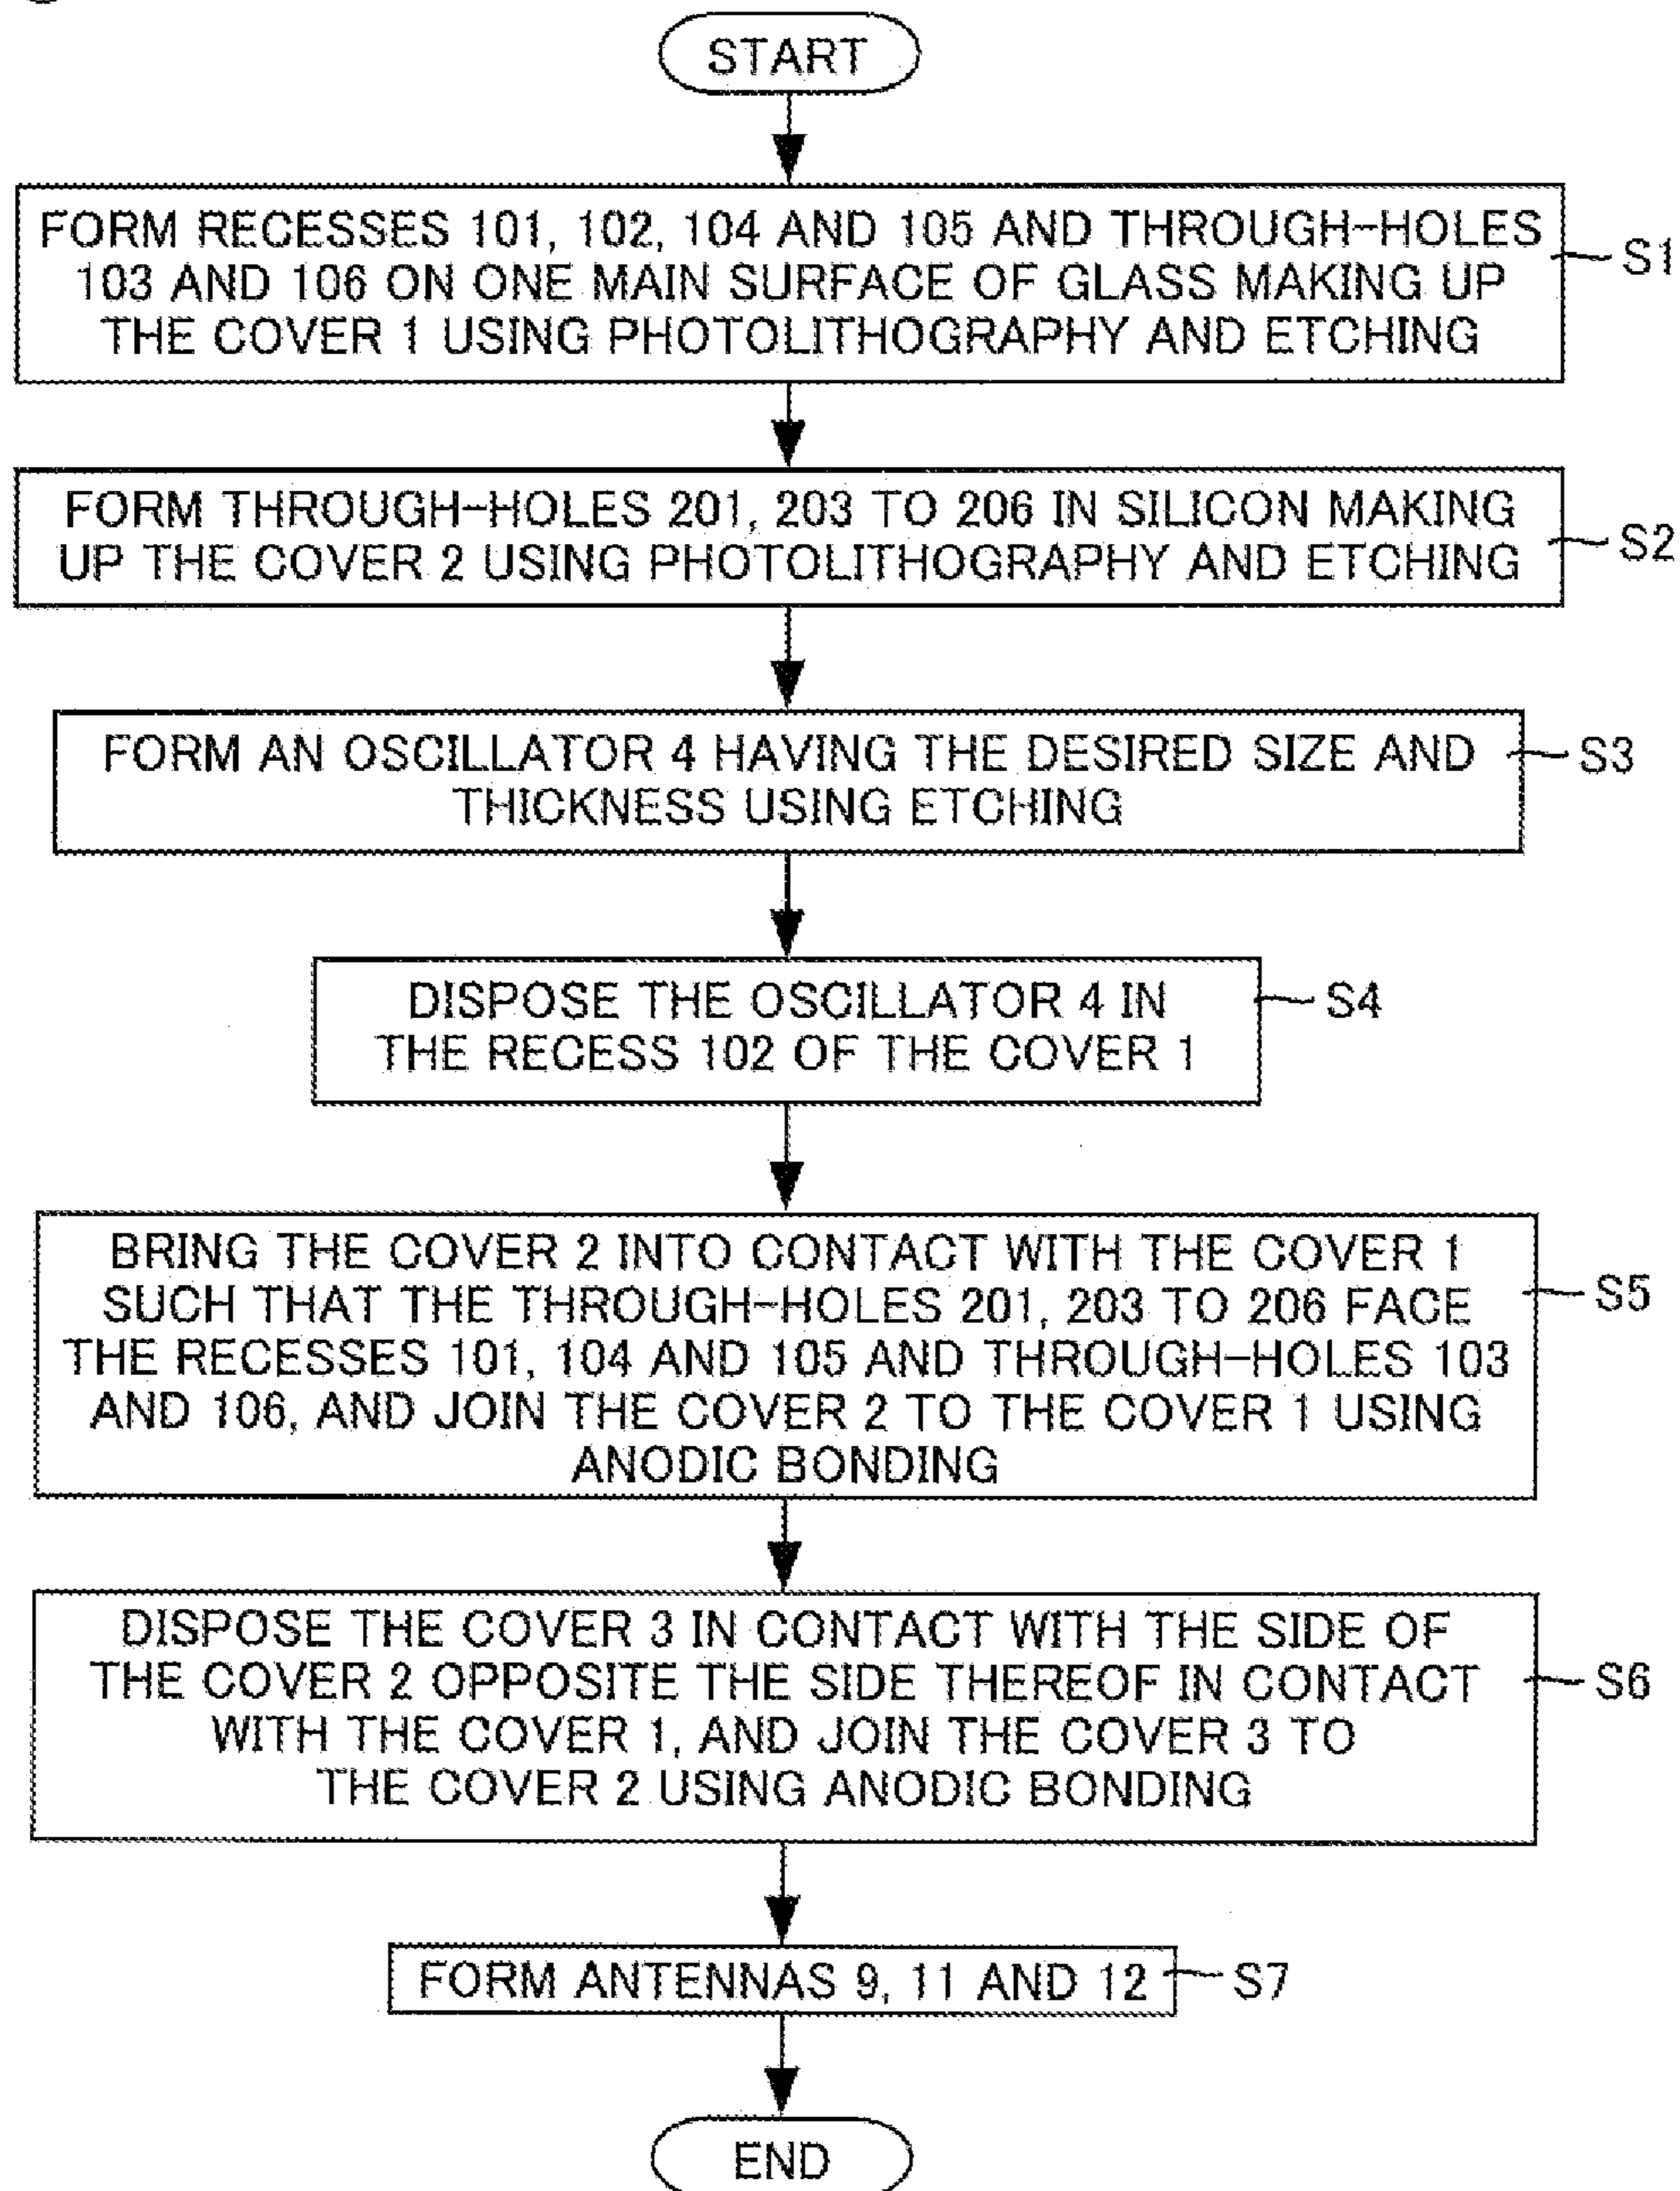 START
FORM RECESSES 101, 102, 104 AND 105 AND THROUGH-HOLES
103 AND 106 ON ONE MAIN SURFACE OF GLASS MAKING UP
THE COVER 1 USING PHOTOLITHOGRAPHY AND ETCHING
S1
FORM THROUGH-HOLES 201, 203 TO 206 IN SILICON MAKING
UP THE COVER 2 USING PHOTOLITHOGRAPHY AND ETCHING
S2
FORM AN OSCILLATOR 4 HAVING THE DESIRED SIZE AND
THICKNESS USING ETCHING
S3
DISPOSE THE OSCILLATOR 4 IN
THE RECESS 102 OF THE COVER 1
S4
BRING THE COVER 2 INTO CONTACT WITH THE COVER 1
SUCH THAT THE THROUGH-HOLES 201, 203 TO 206 FACE
THE RECESSES 101, 104 AND 105 AND THROUGH-HOLES 103
AND 106, AND JOIN THE COVER 2 TO THE COVER 1 USING
ANODIC BONDING
S5
DISPOSE THE COVER 3 IN CONTACT WITH THE SIDE OF
THE COVER 2 OPPOSITE THE SIDE THEREOF IN CONTACT
WITH THE COVER 1, AND JOIN THE COVER 3 TO
THE COVER 2 USING ANODIC BONDING
S6
FORM ANTENNAS 9, 11 AND 12
S7
END